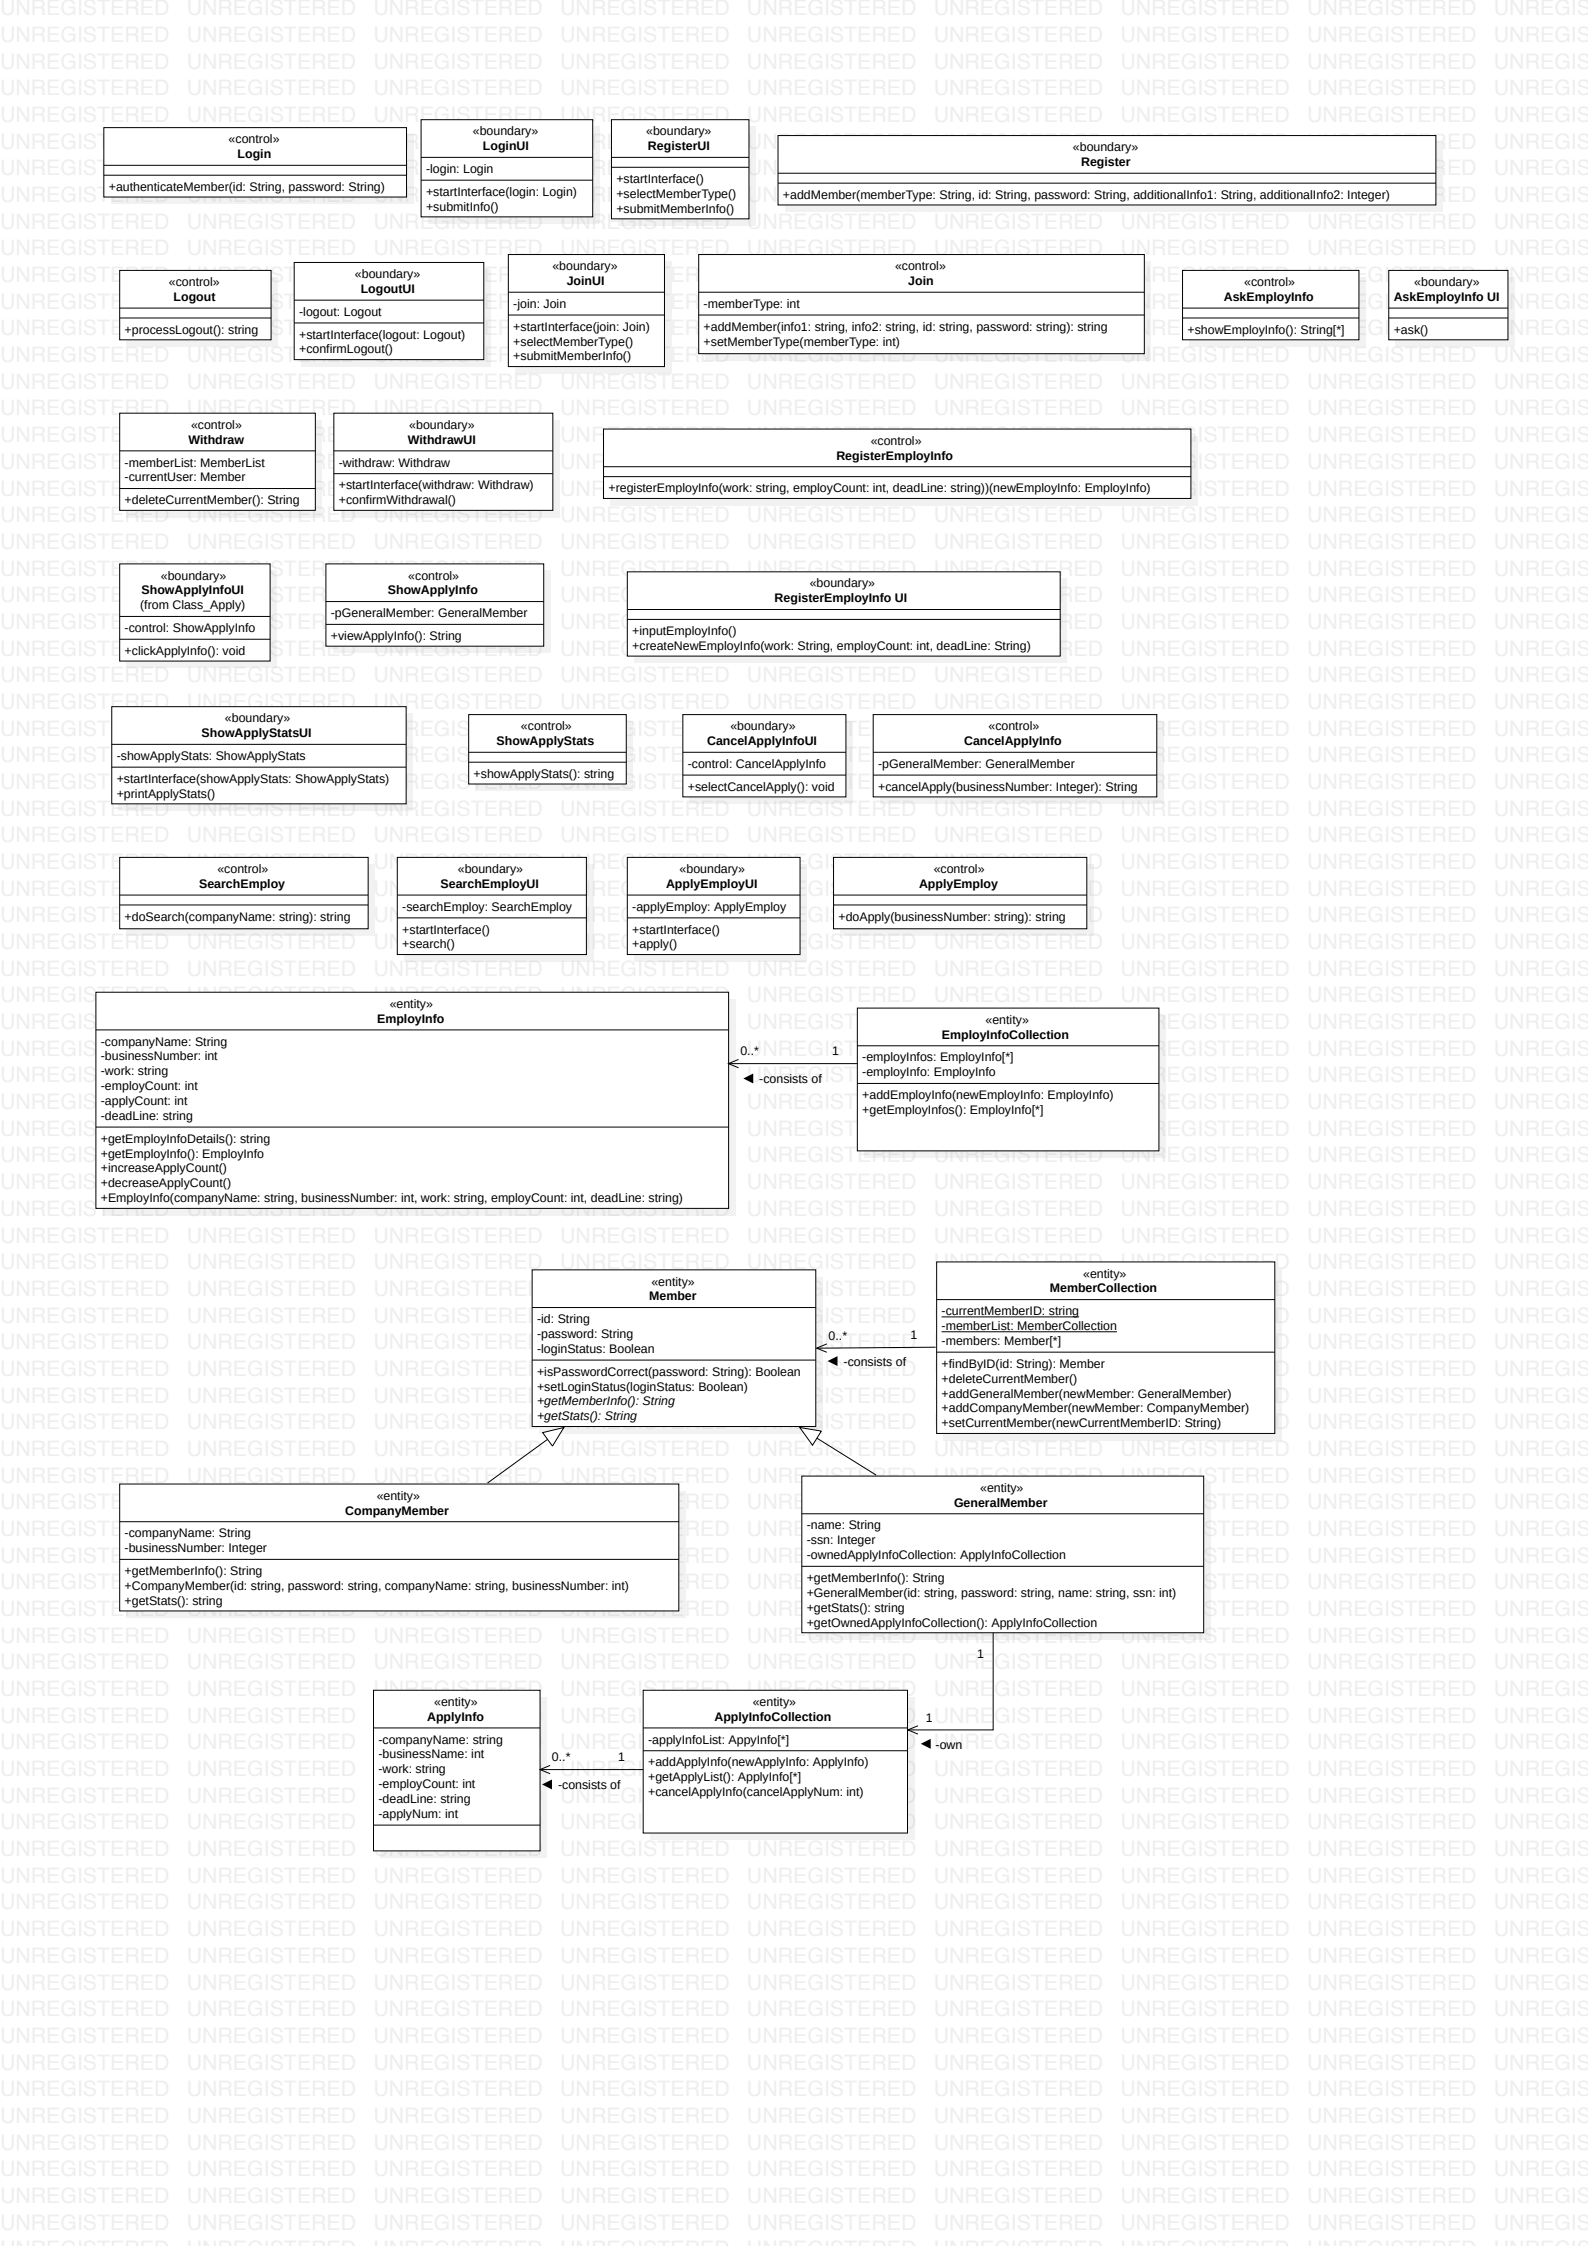 «control»
Login
+authenticateMember(id: String, password: String)
«boundary»
LoginUI
-login: Login
+startInterface(login: Login)
+submitInfo()
«boundary»
RegisterUI
+startInterface()
+selectMemberType()
+submitMemberInfo()
«boundary»
Register
+addMember(memberType: String, id: String, password: String, additionalInfo1: String, additionalInfo2: Integer)
«control»
Logout
+processLogout(): string
«boundary»
LogoutUI
-logout: Logout
+startInterface(logout: Logout)
+confirmLogout()
«boundary»
JoinUI
-join: Join
+startInterface(join: Join)
+selectMemberType()
+submitMemberInfo()
«control»
Join
-memberType: int
+addMember(info1: string, info2: string, id: string, password: string): string
+setMemberType(memberType: int)
«control»
AskEmployInfo
+showEmployInfo(): String[*]
«boundary»
AskEmployInfo UI
+ask()
«control»
Withdraw
-memberList: MemberList
-currentUser: Member
+deleteCurrentMember(): String
«boundary»
WithdrawUI
-withdraw: Withdraw
+startInterface(withdraw: Withdraw)
+confirmWithdrawal()
«control»
RegisterEmployInfo
+registerEmployInfo(work: string, employCount: int, deadLine: string))(newEmployInfo: EmployInfo)
«boundary»
ShowApplyInfoUI
(from Class_Apply)
-control: ShowApplyInfo
+clickApplyInfo(): void
«control»
ShowApplyInfo
-pGeneralMember: GeneralMember
+viewApplyInfo(): String
«boundary»
RegisterEmployInfo UI
+inputEmployInfo()
+createNewEmployInfo(work: String, employCount: int, deadLine: String)
«boundary»
ShowApplyStatsUI
-showApplyStats: ShowApplyStats
+startInterface(showApplyStats: ShowApplyStats)
+printApplyStats()
«control»
ShowApplyStats
+showApplyStats(): string
«boundary»
CancelApplyInfoUI
-control: CancelApplyInfo
+selectCancelApply(): void
«control»
CancelApplyInfo
-pGeneralMember: GeneralMember
+cancelApply(businessNumber: Integer): String
«control»
SearchEmploy
+doSearch(companyName: string): string
«boundary»
SearchEmployUI
-searchEmploy: SearchEmploy
+startInterface()
+search()
«boundary»
ApplyEmployUI
-applyEmploy: ApplyEmploy
+startInterface()
+apply()
«control»
ApplyEmploy
+doApply(businessNumber: string): string
«entity»
EmployInfo
-companyName: String
-businessNumber: int
-work: string
-employCount: int
-applyCount: int
-deadLine: string
+getEmployInfoDetails(): string
+getEmployInfo(): EmployInfo
+increaseApplyCount()
+decreaseApplyCount()
+EmployInfo(companyName: string, businessNumber: int, work: string, employCount: int, deadLine: string)
0..* 1
-consists of
«entity»
EmployInfoCollection
-employInfos: EmployInfo[*]
-employInfo: EmployInfo
+addEmployInfo(newEmployInfo: EmployInfo)
+getEmployInfos(): EmployInfo[*]
«entity»
Member
-id: String
-password: String
-loginStatus: Boolean
+isPasswordCorrect(password: String): Boolean
+setLoginStatus(loginStatus: Boolean)
+getMemberInfo(): String
+getStats(): String
0..* 1
-consists of
«entity»
MemberCollection
-currentMemberID: string
-memberList: MemberCollection
-members: Member[*]
+findByID(id: String): Member
+deleteCurrentMember()
+addGeneralMember(newMember: GeneralMember)
+addCompanyMember(newMember: CompanyMember)
+setCurrentMember(newCurrentMemberID: String)
«entity»
CompanyMember
-companyName: String
-businessNumber: Integer
+getMemberInfo(): String
+CompanyMember(id: string, password: string, companyName: string, businessNumber: int)
+getStats(): string
«entity»
GeneralMember
-name: String
-ssn: Integer
-ownedApplyInfoCollection: ApplyInfoCollection
+getMemberInfo(): String
+GeneralMember(id: string, password: string, name: string, ssn: int)
+getStats(): string
+getOwnedApplyInfoCollection(): ApplyInfoCollection
1
1
-own
«entity»
ApplyInfo
-companyName: string
-businessName: int
-work: string
-employCount: int
-deadLine: string
-applyNum: int
0..* 1
-consists of
«entity»
ApplyInfoCollection
-applyInfoList: AppyInfo[*]
+addApplyInfo(newApplyInfo: ApplyInfo)
+getApplyList(): ApplyInfo[*]
+cancelApplyInfo(cancelApplyNum: int)
UNREGISTERED